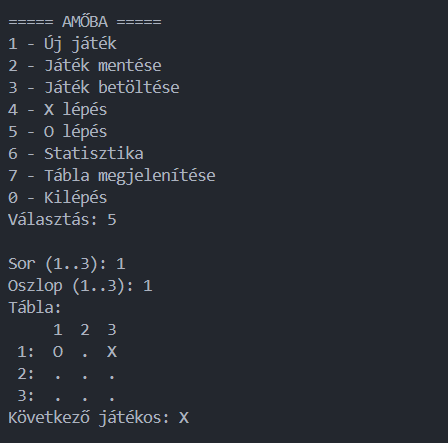 ===== AMŐBA =====
1 - Új játék
2 - Játék mentése
3 - Játék betöltése
4 - X lépés
5 - O lépés
6 - Statisztika
7 - Tábla megjelenítése
0 - Kilépés
Választás: 5

Sor (1..3): 1
Oszlop (1..3): 1
Tábla:
     1  2  3
 1:  O  .  X
 2:  .  .  .
 3:  .  .  .
Következő játékos: X